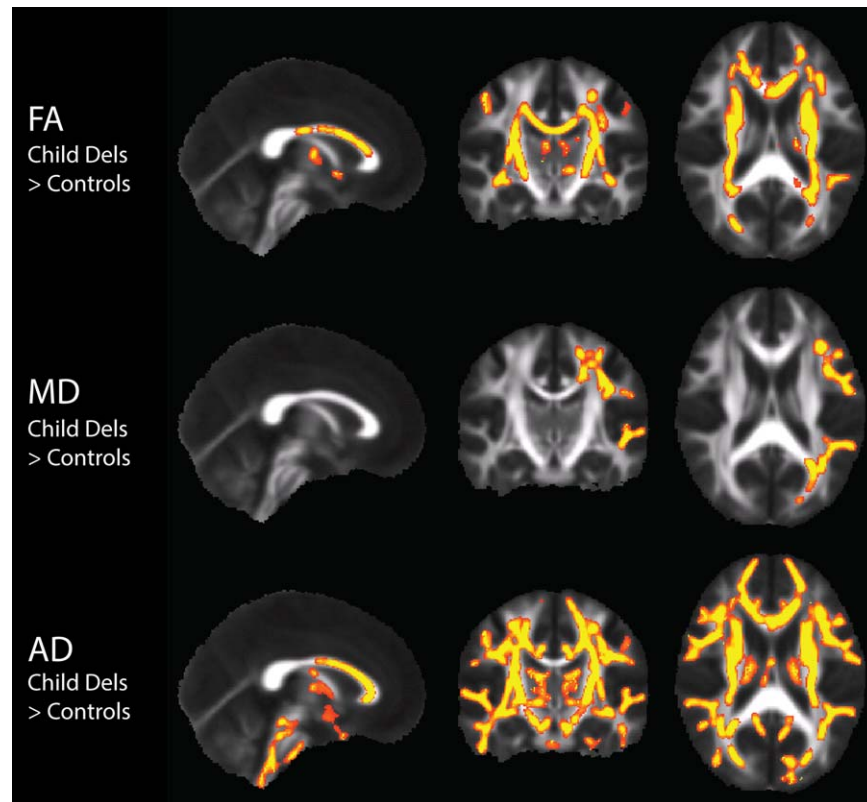 FA
Child Dels
> Controls
MD
Child Dels
> Controls
AD
Child Dels
> Controls